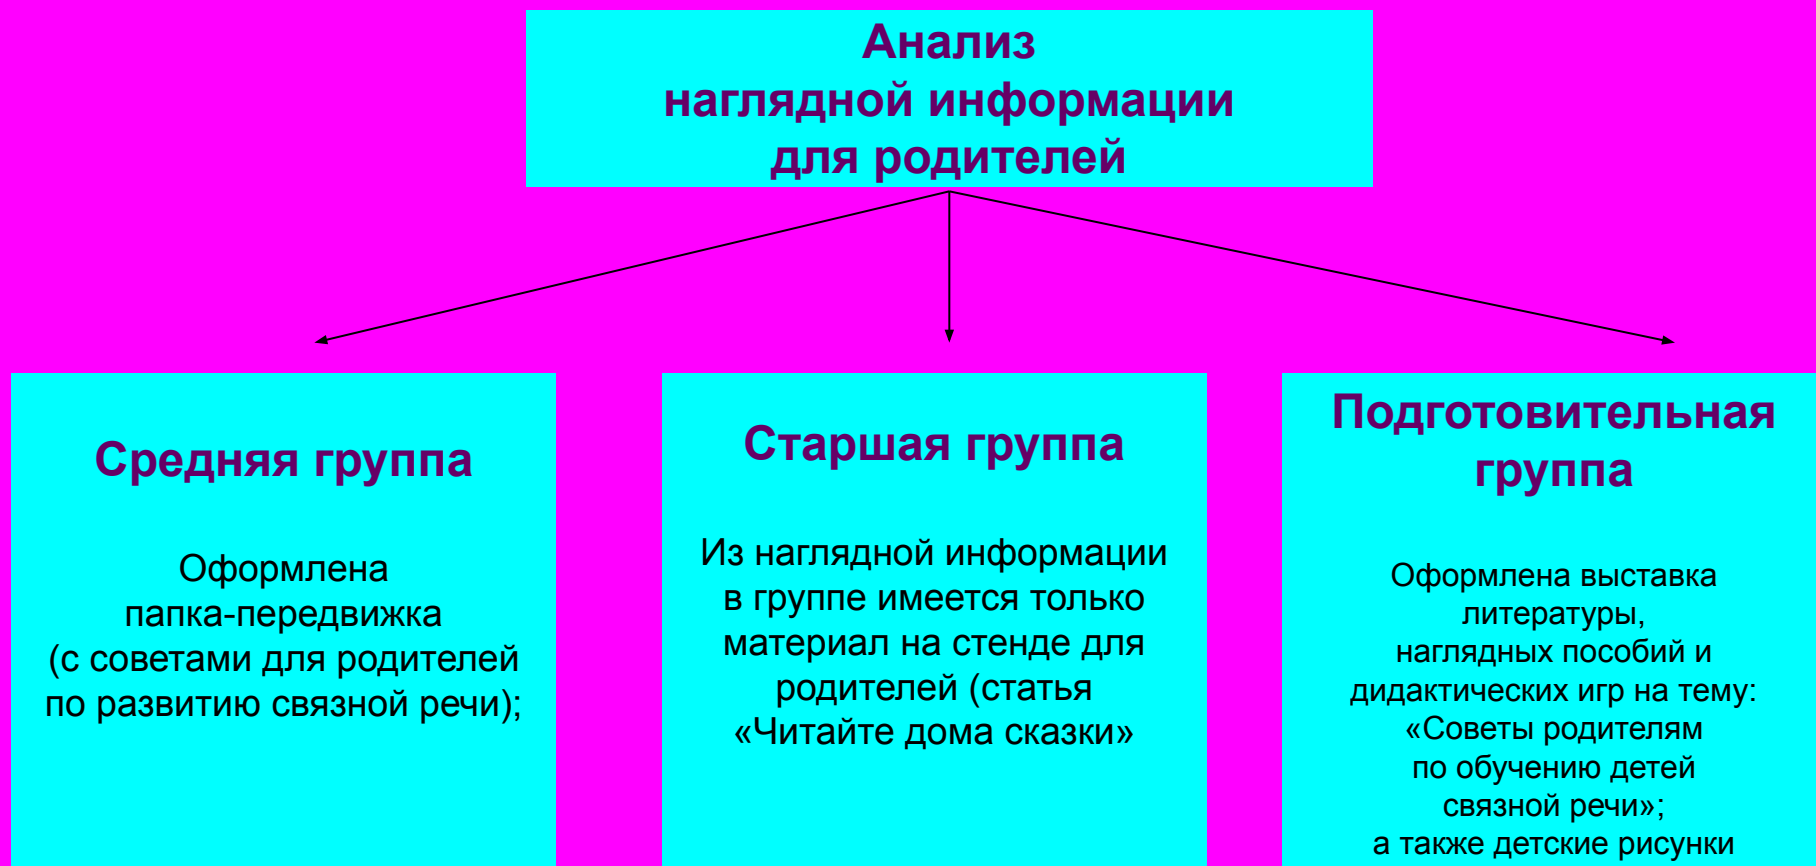 Анализ
наглядной информации
для родителей
Средняя группа
Оформлена
папка-передвижка
(с советами для родителей
по развитию связной речи);
Старшая группа
Из наглядной информации
в группе имеется только
материал на стенде для
родителей (статья
«Читайте дома сказки»
Подготовительная
группа
Оформлена выставка
литературы,
наглядных пособий и
дидактических игр на тему:
«Советы родителям
по обучению детей
связной речи»;
а также детские рисунки